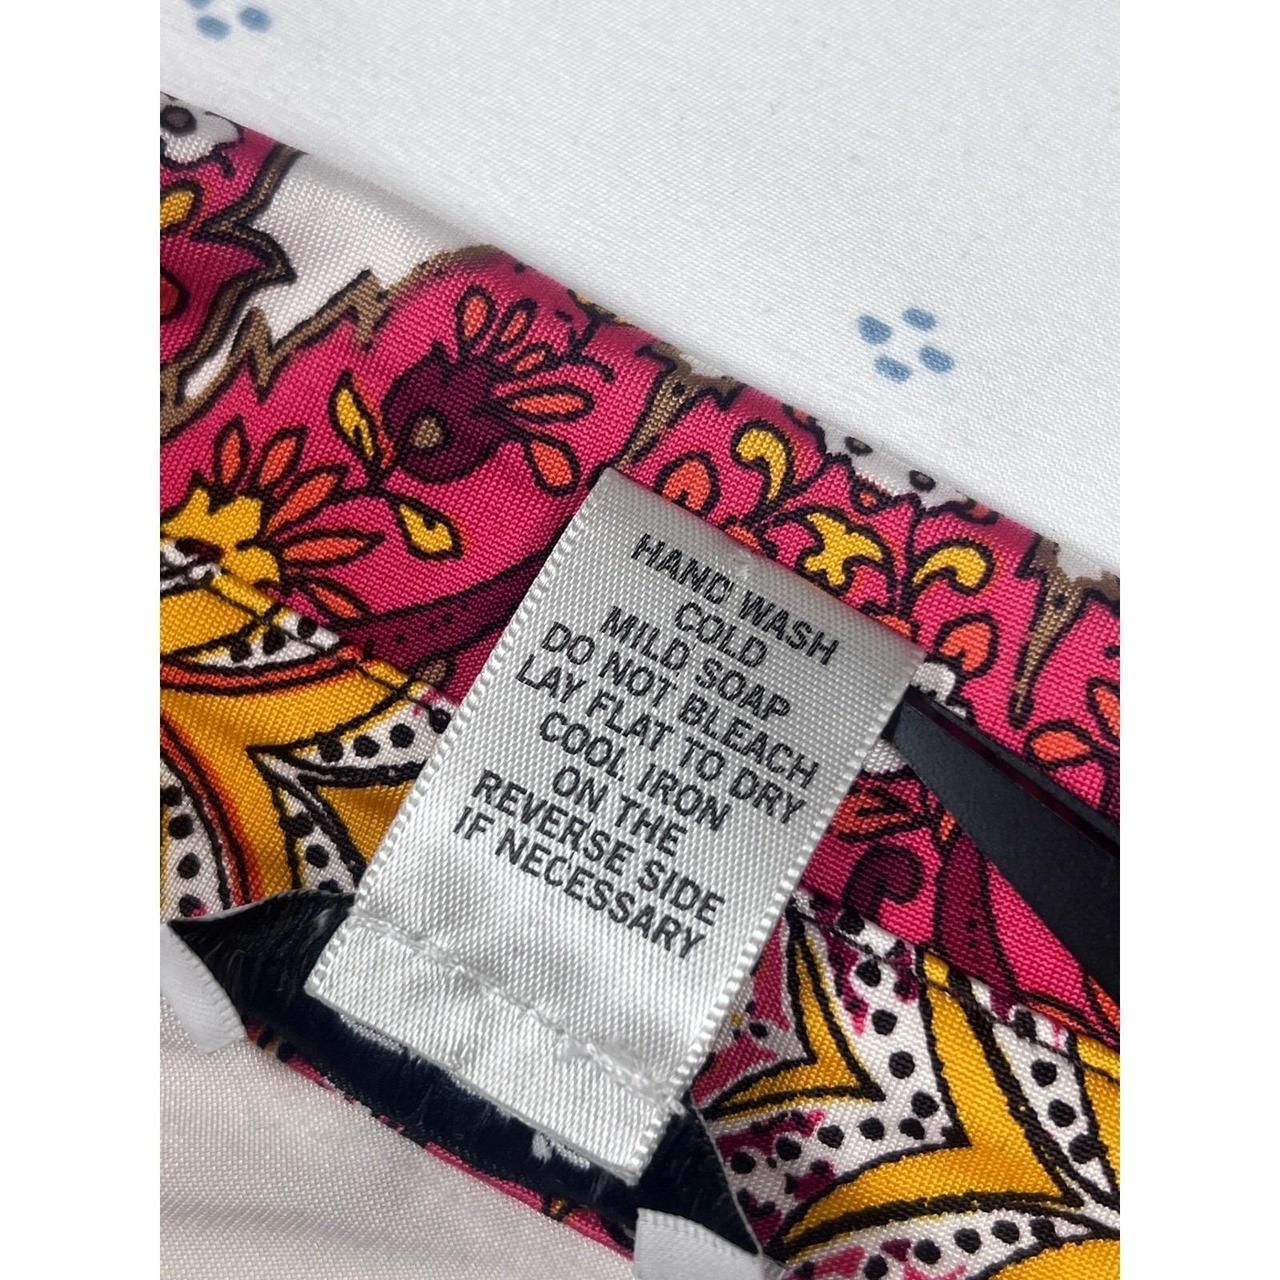 HAND WASH
COLD
MILD SOAP
DO NOT BLEACH
LAY FLAT TO DRY
COOL IRON
ON THE
REVERSE SIDE
IF NECESSARY